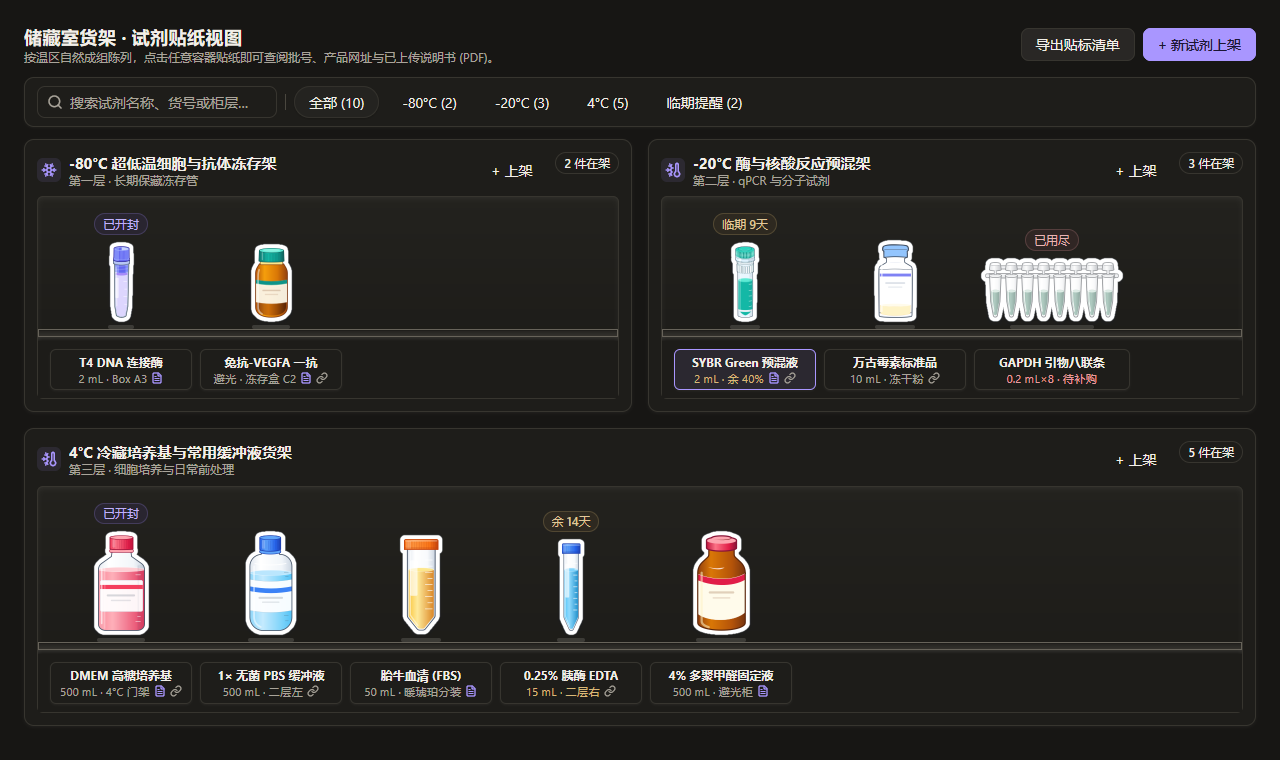 储藏室货架 · 试剂贴纸视图
按温区自然成组陈列，点击任意容器贴纸即可查阅批号、产品网址与已上传说明书 (PDF)。
导出贴标清单
+ 新试剂上架
搜索试剂名称、货号或柜层...
全部 (10)
-80°C (2)
-20°C (3)
4°C (5)
临期提醒 (2)
-80°C 超低温细胞与抗体冻存架
第一层 · 长期保藏冻存管
+ 上架
2 件在架
已开封
T4 DNA 连接酶
2 mL · Box A3
兔抗-VEGFA 一抗
避光 · 冻存盒 C2
-20°C 酶与核酸反应预混架
第二层 · qPCR 与分子试剂
+ 上架
3 件在架
临期 9天
已用尽
SYBR Green 预混液
2 mL · 余 40%
万古霉素标准品
10 mL · 冻干粉
GAPDH 引物八联条
0.2 mL×8 · 待补购
4°C 冷藏培养基与常用缓冲液货架
第三层 · 细胞培养与日常前处理
+ 上架
5 件在架
已开封
余 14天
DMEM 高糖培养基
500 mL · 4°C 门架
1× 无菌 PBS 缓冲液
500 mL · 二层左
胎牛血清 (FBS)
50 mL · 暖琥珀分装
0.25% 胰酶 EDTA
15 mL · 二层右
4% 多聚甲醛固定液
500 mL · 避光柜